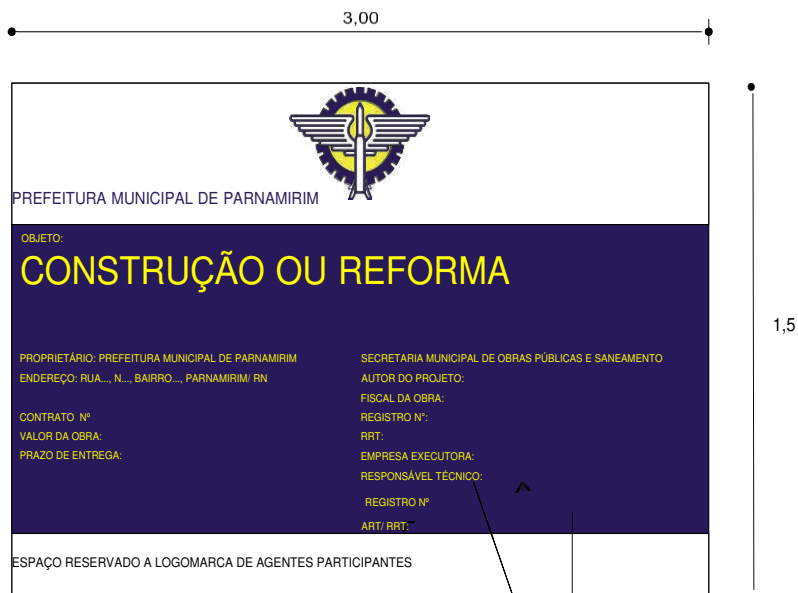 3,00
PREFEITURA MUNICIPAL DE PARNAMIRIM
OBJETO:
CONSTRUÇÃO OU REFORMA
1,5
PROPRIETÁRIO: PREFEITURA MUNICIPAL DE PARNAMIRIM
ENDEREÇO: RUA..., N..., BAIRRO..., PARNAMIRIM/ RN
CONTRATO Nº
VALOR DA OBRA:
PRAZO DE ENTREGA:
SECRETARIA MUNICIPAL DE OBRAS PÚBLICAS E SANEAMENTO
AUTOR DO PROJETO:
FISCAL DA OBRA:
REGISTRO N°:
RRT:
EMPRESA EXECUTORA:
RESPONSÁVEL TÉCNICO:
REGISTRO Nº
ART/ RRT:
ESPAÇO RESERVADO A LOGOMARCA DE AGENTES PARTICIPANTES